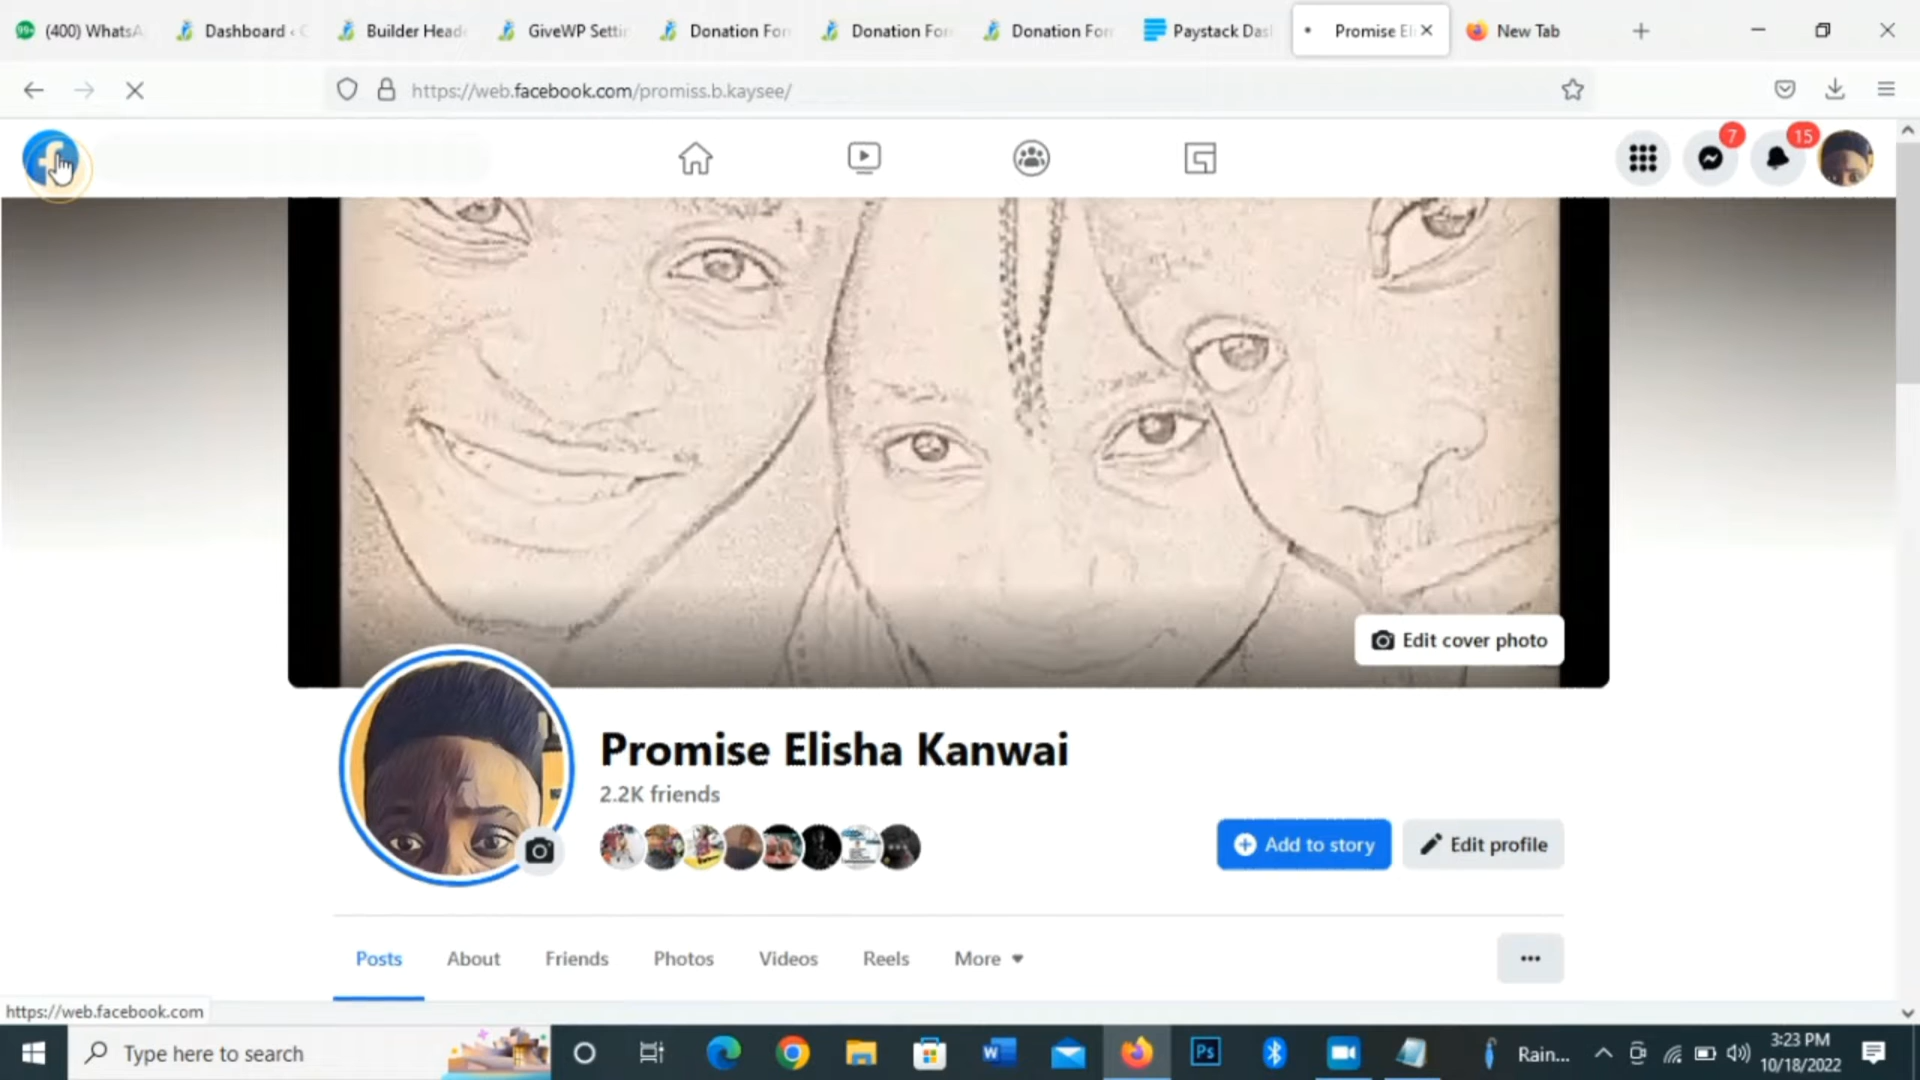 (400) WhatsA
Dashboard ‹ C
Builder Head
GiveWP Settin
Donation For
Donation For
Donation For
Paystack Das
Promise El
New Tab
https://web.facebook.com/promiss.b.kaysee/
7
15
Edit cover photo
Promise Elisha Kanwai
2.2K friends
Add to story
Edit profile
Posts
About
Friends
Photos
Videos
Reels
More
https://web.facebook.com
Type here to search
Rain...
3:23 PM
10/18/2022